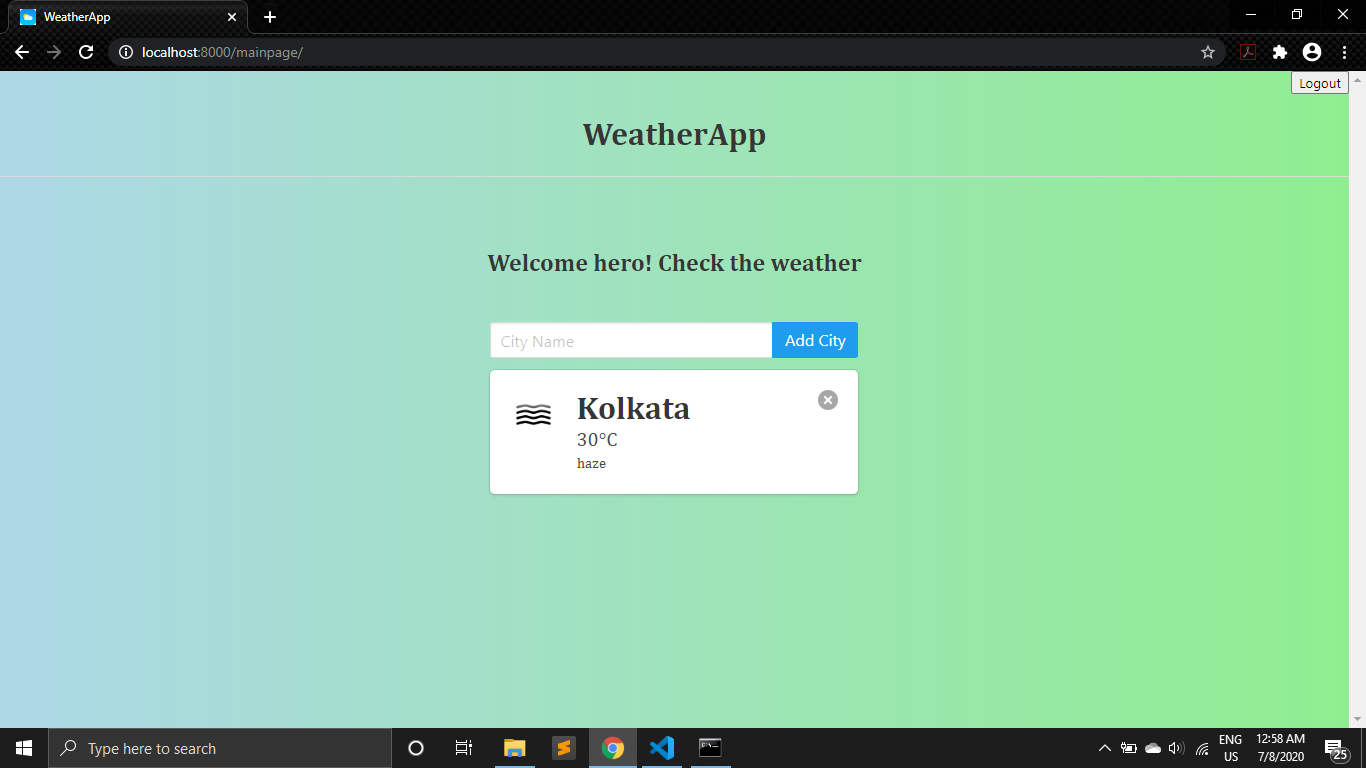 WeatherApp
localhost:8000/mainpage/
Logout
WeatherApp
Welcome hero! Check the weather
City Name
Add City
Kolkata
30°C
haze
Type here to search
ENG
US
12:58 AM
7/8/2020
25